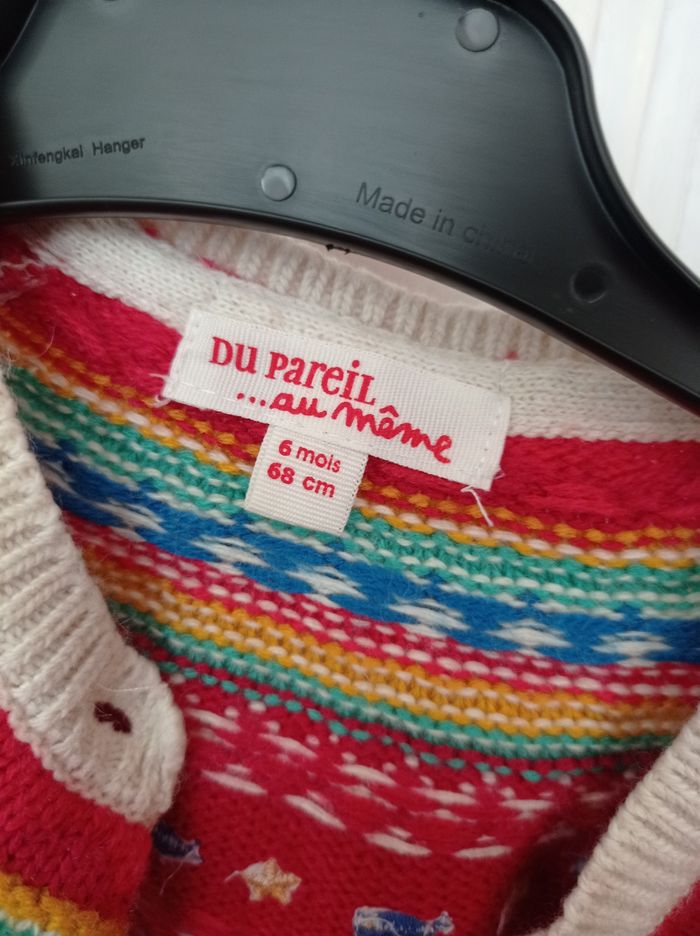 Xinfengkai Hanger
Made in china
DU PAREIL
...au même
6 mois
68 cm